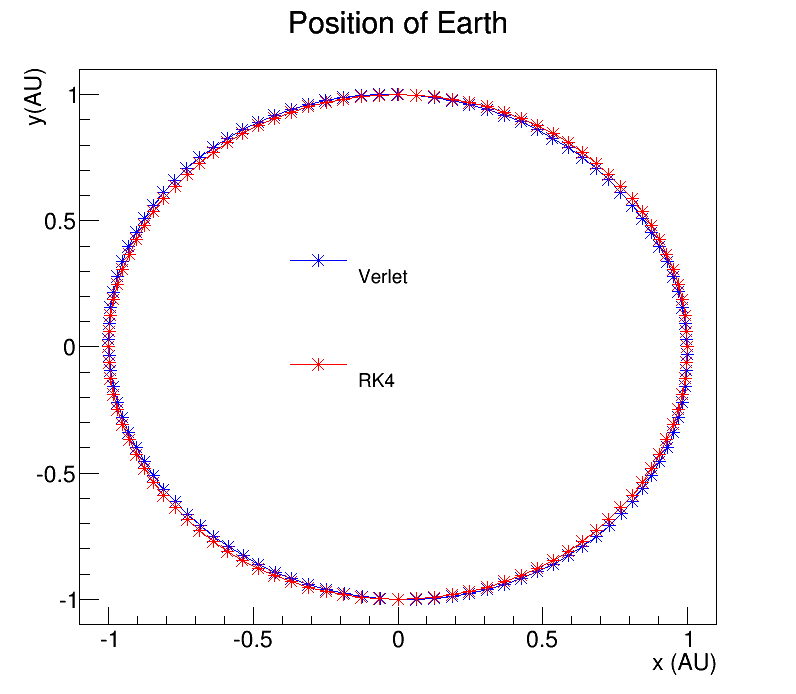 Position of Earth
y(AU)
1
0.5
0
-0.5
-1
Verlet
RK4
-1 -0.5 0 0.5 1
x (AU)